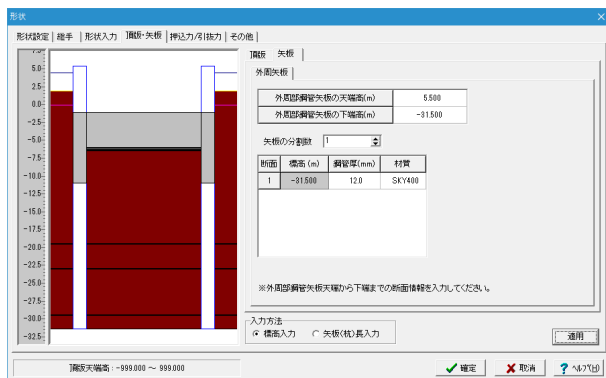 形状
形状設定 | 継手 | 形状入力 | 頂版・矢板 | 押込力/引抜力 | その他 |
頂版 矢板
外周矢板
7.5
5.0
2.5
0.0
-2.5
-5.0
-7.5
-10.0
-12.5
-15.0
-17.5
-20.0
-22.5
-25.0
-27.5
-30.0
-32.5
外周部鋼管矢板の天端高(m) 5.500
外周部鋼管矢板の下端高(m) -31.500
矢板の分割数 1
断面 標高 (m) 鋼管厚(mm) 材質
1 -31.500 12.0 SKY400
※外周部鋼管矢板天端から下端までの断面情報を入力してください。
入力方法
標高入力 矢板(杭)長入力
適用
頂版天端高 : -999.000 ～ 999.000
確定 取消 ヘルプ(H)